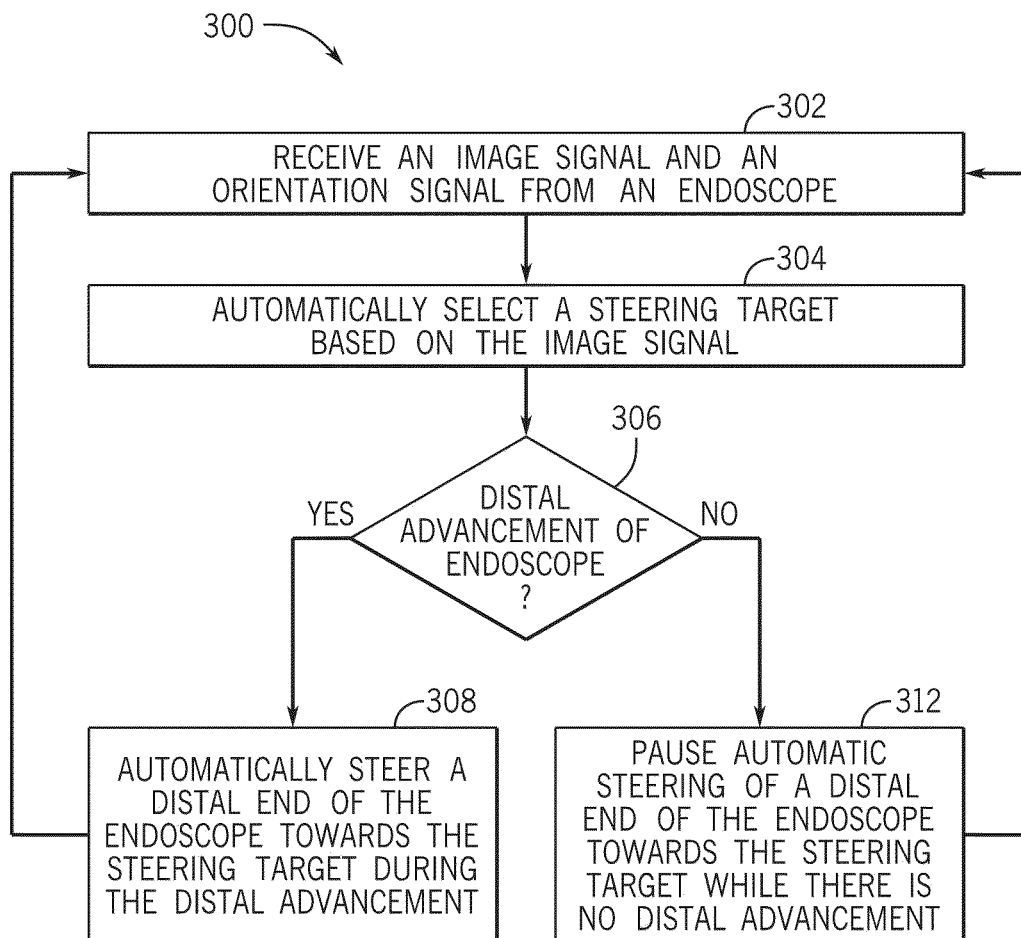 300
302
RECEIVE AN IMAGE SIGNAL AND AN
ORIENTATION SIGNAL FROM AN ENDOSCOPE
304
AUTOMATICALLY SELECT A STEERING TARGET
BASED ON THE IMAGE SIGNAL
306
DISTAL
ADVANCEMENT OF
ENDOSCOPE
?
YES
NO
308
AUTOMATICALLY STEER A
DISTAL END OF THE
ENDOSCOPE TOWARDS THE
STEERING TARGET DURING
THE DISTAL ADVANCEMENT
312
PAUSE AUTOMATIC
STEERING OF A DISTAL
END OF THE ENDOSCOPE
TOWARDS THE STEERING
TARGET WHILE THERE IS
NO DISTAL ADVANCEMENT